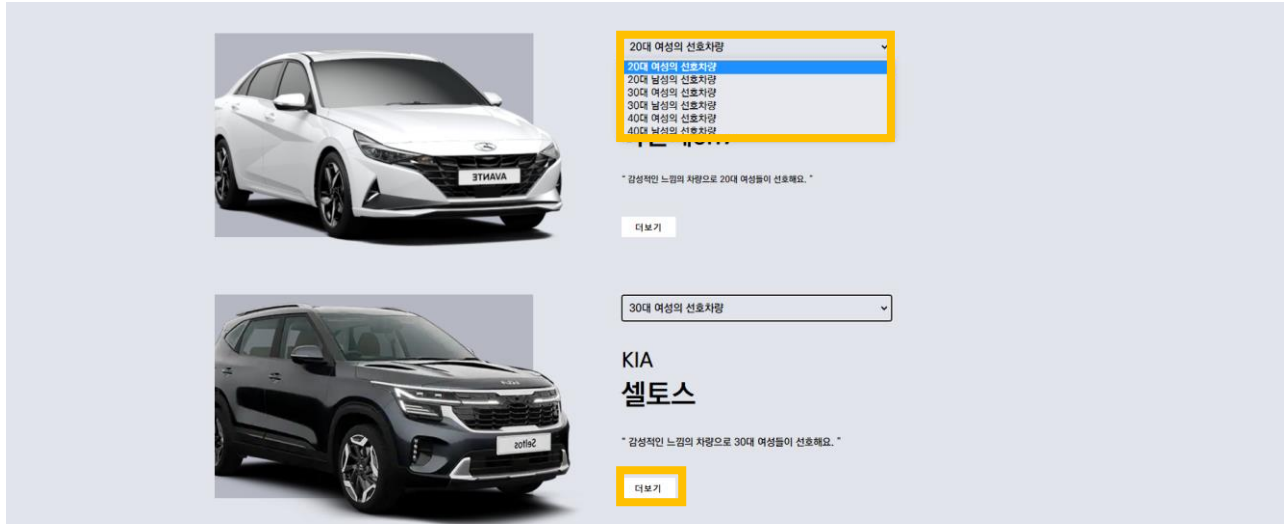 20대 여성의 선호차량
20대 여성의 선호차량
20대 남성의 선호차량
30대 여성의 선호차량
30대 남성의 선호차량
40대 여성의 선호차량
40대 남성의 선호차량
" 감성적인 느낌의 차량으로 20대 여성들이 선호해요. "
더보기
AVANTE
30대 여성의 선호차량
KIA
셀토스
" 감성적인 느낌의 차량으로 30대 여성들이 선호해요. "
더보기
Seltos